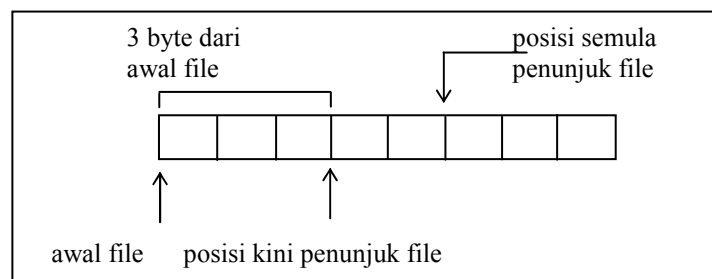 3 byte dari
awal file
posisi semula
penunjuk file
awal file
posisi kini penunjuk file